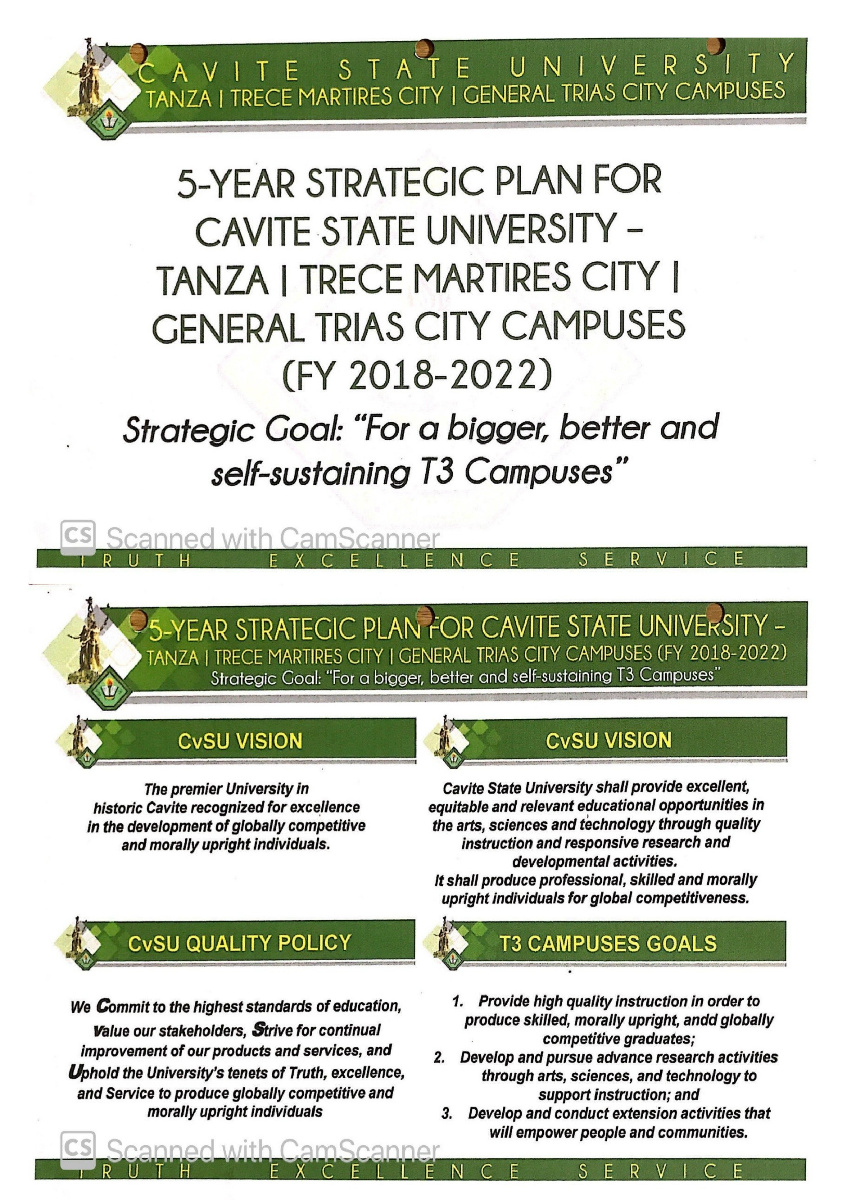 CAVITE STATE UNIVERSITY
TANZA | TRECE MARTIRES CITY | GENERAL TRIAS CITY CAMPUSES
5-YEAR STRATEGIC PLAN FOR
CAVITE STATE UNIVERSITY –
TANZA | TRECE MARTIRES CITY |
GENERAL TRIAS CITY CAMPUSES
(FY 2018-2022)
Strategic Goal: “For a bigger, better and
self-sustaining T3 Campuses”
CS Scanned with CamScanner
TRUTH EXCELLENCE SERVICE
5-YEAR STRATEGIC PLAN FOR CAVITE STATE UNIVERSITY –
TANZA | TRECE MARTIRES CITY | GENERAL TRIAS CITY CAMPUSES (FY 2018-2022)
Strategic Goal: “For a bigger, better and self-sustaining T3 Campuses”
CvSU VISION
The premier University in
historic Cavite recognized for excellence
in the development of globally competitive
and morally upright individuals.
CvSU VISION
Cavite State University shall provide excellent,
equitable and relevant educational opportunities in
the arts, sciences and technology through quality
instruction and responsive research and
developmental activities.
It shall produce professional, skilled and morally
upright individuals for global competitiveness.
CvSU QUALITY POLICY
We Commit to the highest standards of education,
value our stakeholders, Strive for continual
improvement of our products and services, and
Uphold the University’s tenets of Truth, excellence,
and Service to produce globally competitive and
morally upright individuals
T3 CAMPUSES GOALS
1. Provide high quality instruction in order to
produce skilled, morally upright, andd globally
competitive graduates;
2. Develop and pursue advance research activities
through arts, sciences, and technology to
support instruction; and
3. Develop and conduct extension activities that
will empower people and communities.
CS Scanned with CamScanner
TRUTH EXCELLENCE SERVICE